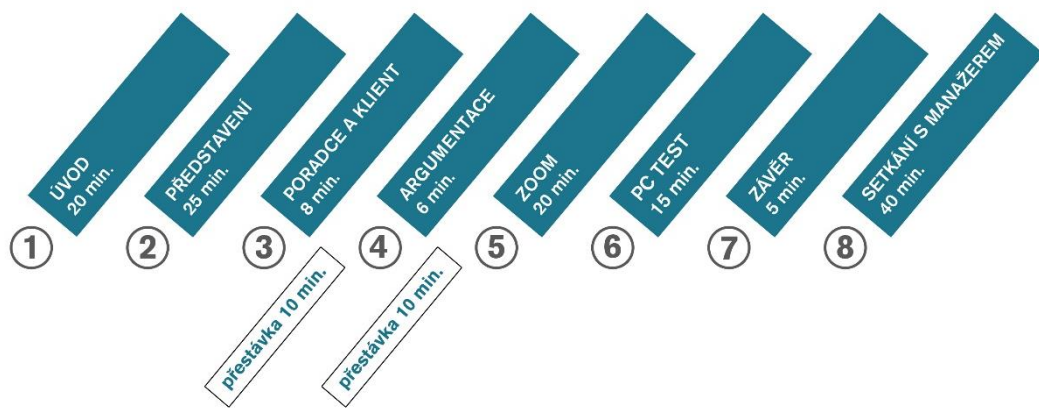 ÚVOD
20 min.
PŘEDSTAVENÍ
25 min.
PORADCE A KLIENT
8 min.
ARGUMENTACE
6 min.
ZOOM
20 min.
PC TEST
15 min.
ZÁVĚR
5 min.
SETKÁNÍ S MANAŽEREM
40 min.
1
2
3
4
5
6
7
8
přestávka 10 min.
přestávka 10 min.